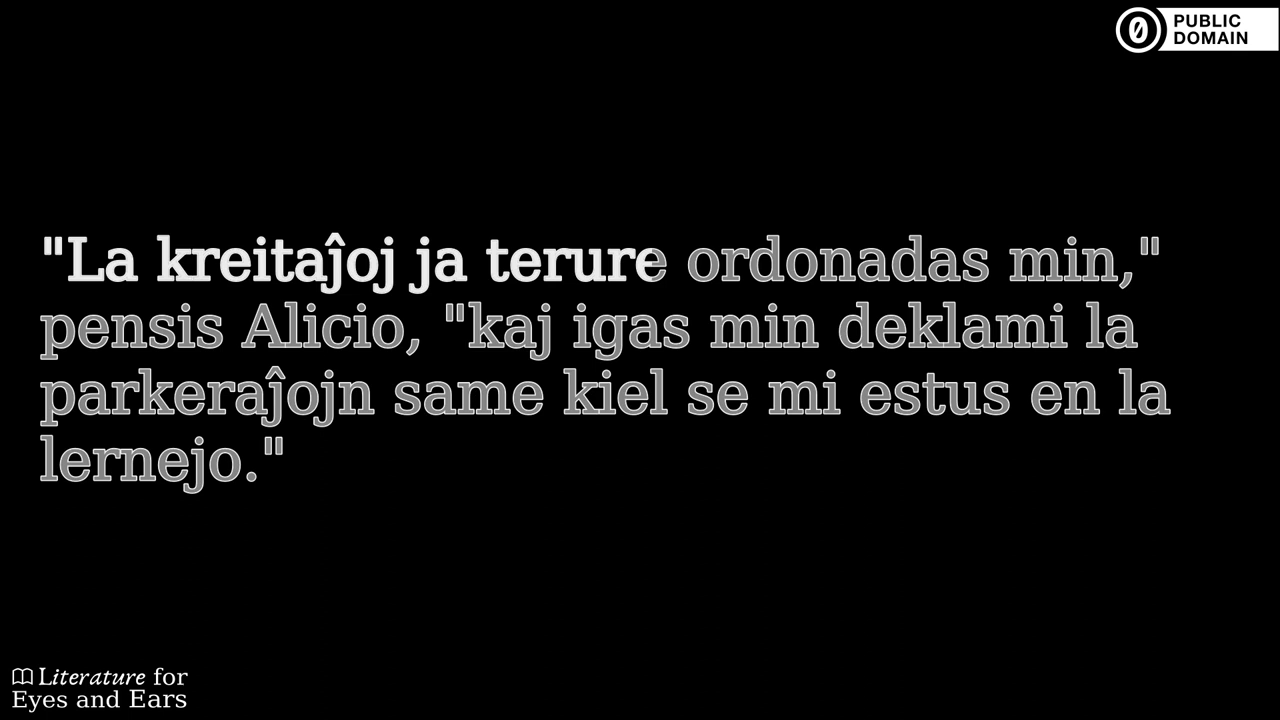 PUBLIC
DOMAIN
"La kreitaĵoj ja terure ordonadas min,"
pensis Alicio, "kaj igas min deklami la
parkeraĵojn same kiel se mi estus en la
lernejo."
Literature for
Eyes and Ears